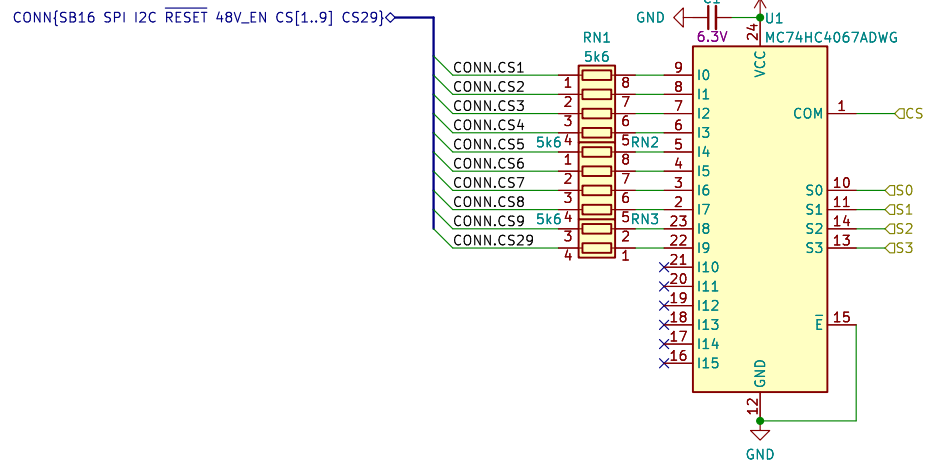 CONN{SB16 SPI I2C RESET 48V_EN CS[1..9] CS29}
GND
C1
6.3V
24
U1
MC74HC4067ADWG
VCC
RN1
5k6
CONN.CS1 1 8 9 I0
CONN.CS2 2 7 8 I1
CONN.CS3 3 6 7 I2
COM 1 CS
CONN.CS4 4 5 6 I3
5k6 RN2
CONN.CS5 1 8 5 I4
CONN.CS6 2 7 4 I5
CONN.CS7 3 6 3 I6
S0 10 S0
CONN.CS8 4 5 2 I7
S1 11 S1
5k6 RN3
CONN.CS9 3 2 23 I8
S2 14 S2
CONN.CS29 4 1 22 I9
S3 13 S3
21 I10
20 I11
19 I12
18 I13
E 15
17 I14
16 I15
GND
12
GND